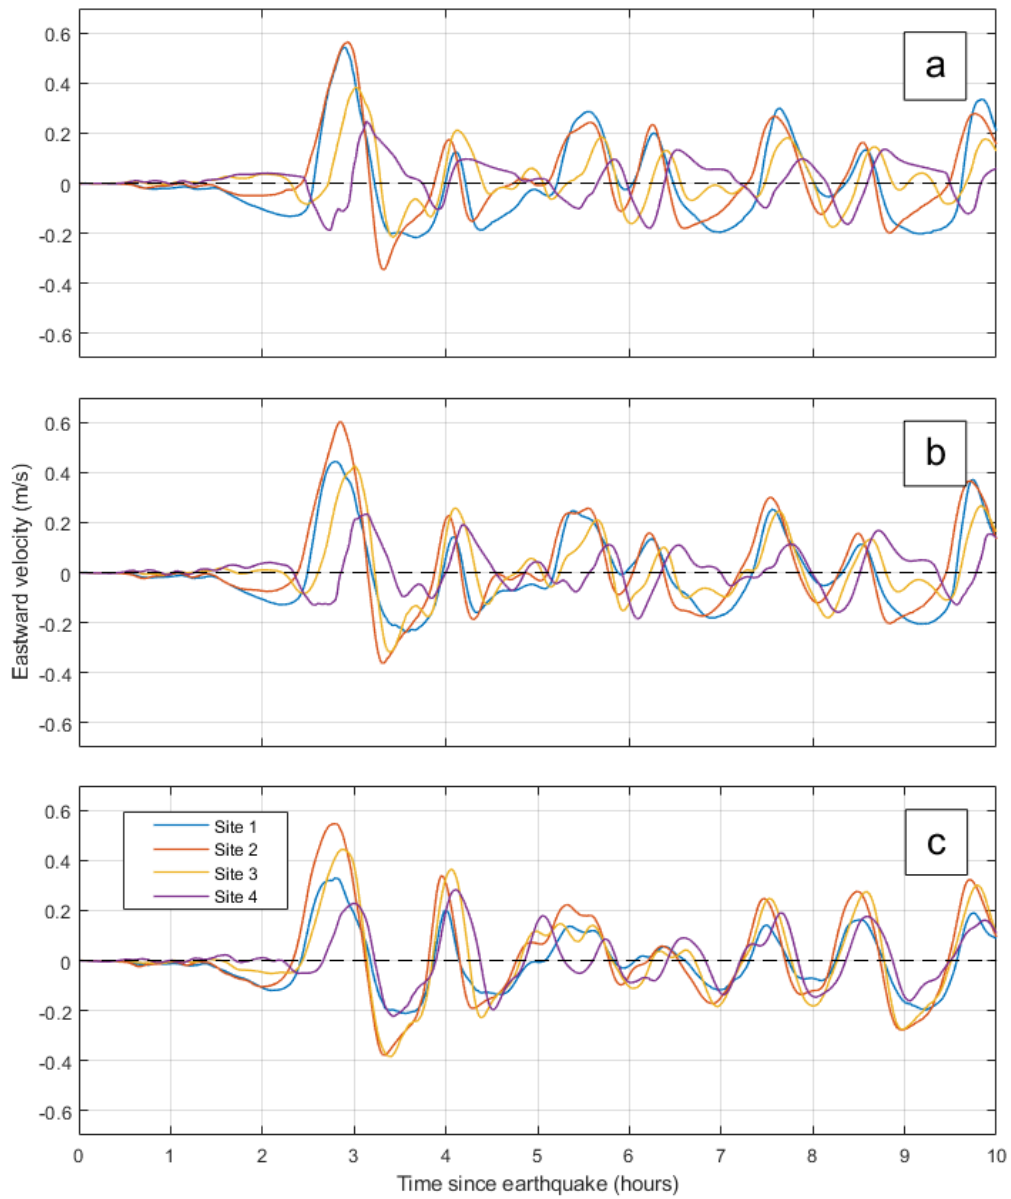 0.6
0.4
0.2
0
-0.2
-0.4
-0.6
a
0.6
0.4
0.2
0
-0.2
-0.4
-0.6
b
Eastward velocity (m/s)
0.6
0.4
0.2
0
-0.2
-0.4
-0.6
c
Site 1
Site 2
Site 3
Site 4
0 1 2 3 4 5 6 7 8 9 10
Time since earthquake (hours)